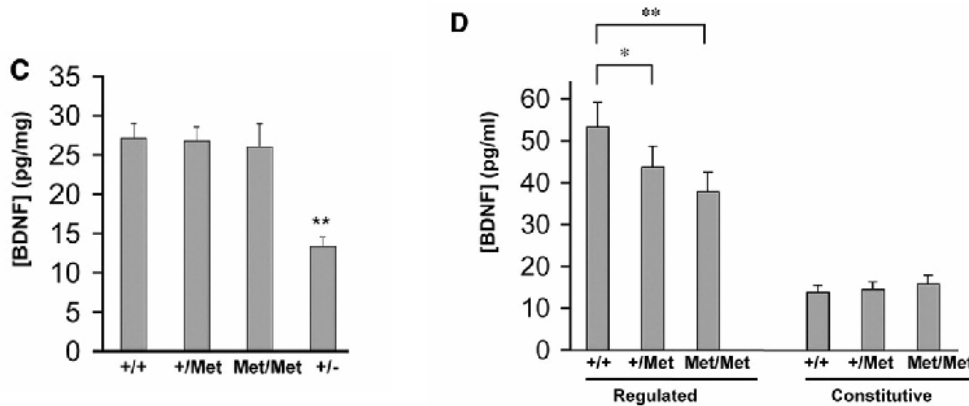 C
[BDNF] (pg/mg)
35
30
25
20
15
10
5
0
**
+/+ +/Met Met/Met +/-
D
[BDNF] (pg/ml)
**
*
60
50
40
30
20
10
0
+/+ +/Met Met/Met +/+ +/Met Met/Met
Regulated Constitutive